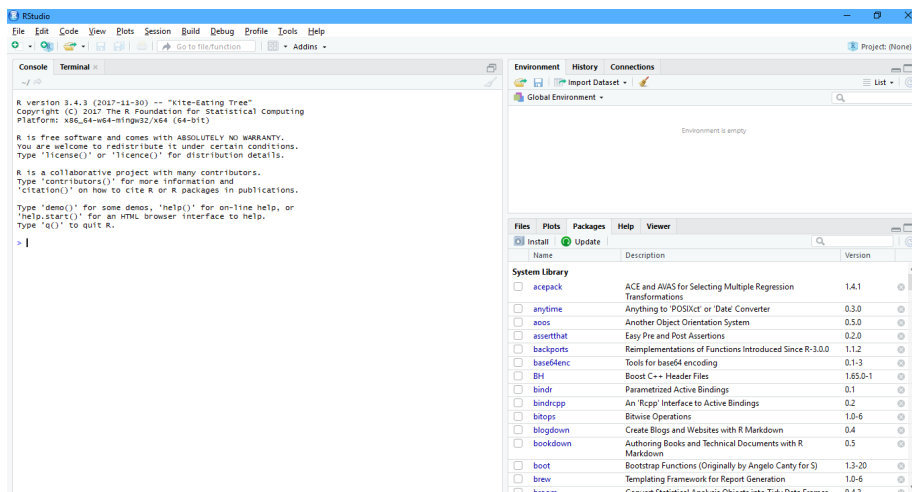 RStudio
File Edit Code View Plots Session Build Debug Profile Tools Help
Go to file/function Addins Project: (None)
Console Terminal
~/
R version 3.4.3 (2017-11-30) -- "Kite-Eating Tree"
Copyright (C) 2017 The R Foundation for Statistical Computing
Platform: x86_64-w64-mingw32/x64 (64-bit)
R is free software and comes with ABSOLUTELY NO WARRANTY.
You are welcome to redistribute it under certain conditions.
Type 'license()' or 'licence()' for distribution details.
R is a collaborative project with many contributors.
Type 'contributors()' for more information and
'citation()' on how to cite R or R packages in publications.
Type 'demo()' for some demos, 'help()' for on-line help, or
'help.start()' for an HTML browser interface to help.
Type 'q()' to quit R.
>
Environment History Connections
Import Dataset List
Global Environment
Environment is empty
Files Plots Packages Help Viewer
Install Update
Name Description Version
System Library
acepack ACE and AVAS for Selecting Multiple Regression 1.4.1
Transformations
anytime Anything to 'POSIXct' or 'Date' Converter 0.3.0
aoos Another Object Orientation System 0.5.0
assertthat Easy Pre and Post Assertions 0.2.0
backports Reimplementations of Functions Introduced Since R-3.0.0 1.1.2
base64enc Tools for base64 encoding 0.1-3
BH Boost C++ Header Files 1.65.0-1
bindr Parametrized Active Bindings 0.1
bindrcpp An 'Rcpp' Interface to Active Bindings 0.2
bitops Bitwise Operations 1.0-6
blogdown Create Blogs and Websites with R Markdown 0.4
bookdown Authoring Books and Technical Documents with R 0.5
Markdown
boot Bootstrap Functions (Originally by Angelo Canty for S) 1.3-20
brew Templating Framework for Report Generation 1.0-6